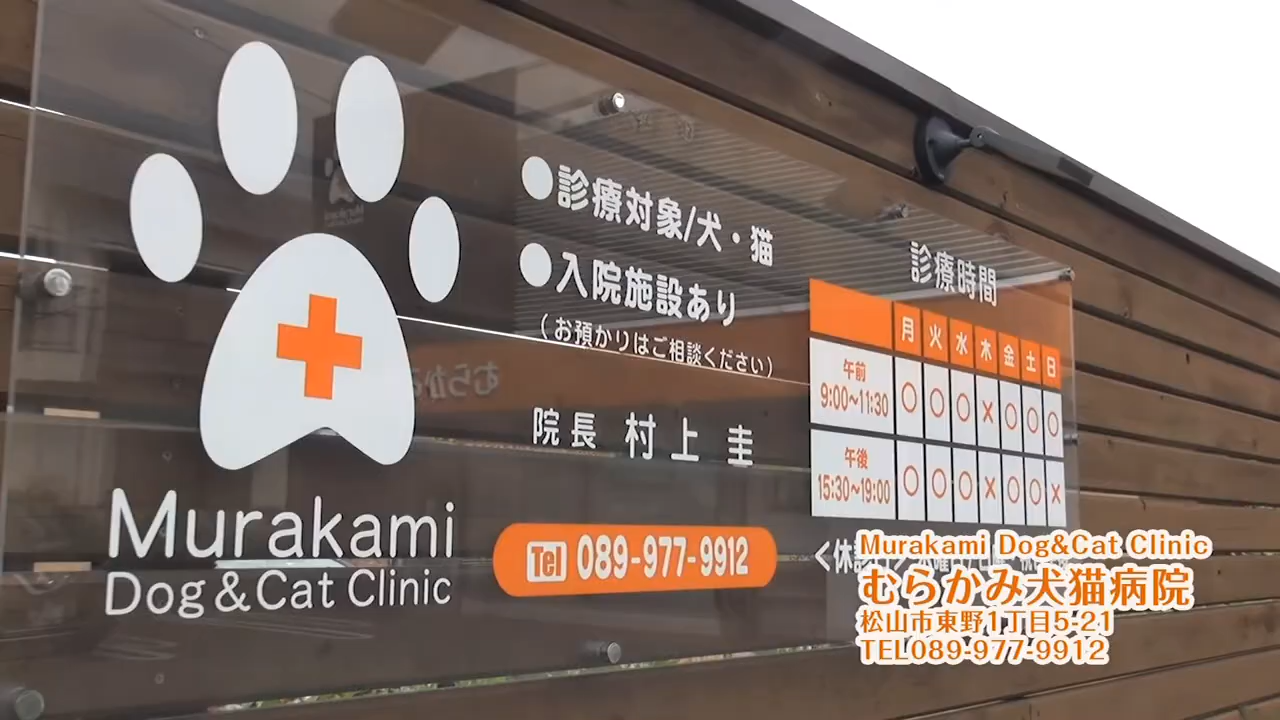 ●診療対象/犬・猫
●入院施設あり
（お預かりはご相談ください）
院長 村上 圭
Tel 089-977-9912
Murakami
Dog & Cat Clinic
診療時間
月 火 水 木 金 土 日
午前
9:00~11:30 ○ ○ ○ × ○ ○ ○
午後
15:30~19:00 ○ ○ ○ × ○ ○ ×
Murakami Dog&Cat Clinic
むらかみ犬猫病院
松山市東野1丁目5-21
TEL089-977-9912